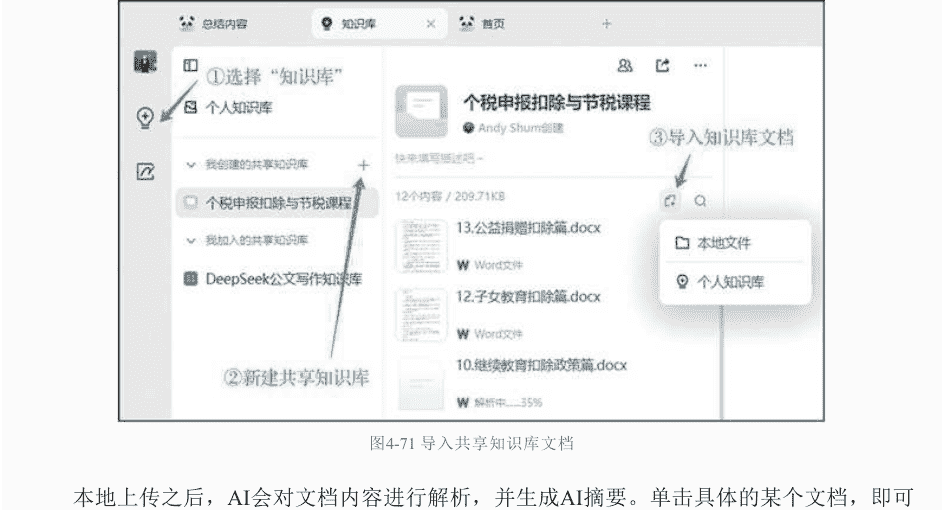 总结内容
知识库
首页
①选择“知识库”
个人知识库
我创建的共享知识库
个税申报扣除与节税课程
我加入的共享知识库
DeepSeek公文写作知识库
②新建共享知识库
个税申报扣除与节税课程
Andy Shum创建
快来填写描述吧~
③导入知识库文档
12个内容 / 209.71KB
本地文件
个人知识库
13.公益捐赠扣除篇.docx
Word文件
12.子女教育扣除篇.docx
Word文件
10.继续教育扣除政策篇.docx
解析中......35%
图4-71 导入共享知识库文档
本地上传之后，AI会对文档内容进行解析，并生成AI摘要。单击具体的某个文档，即可